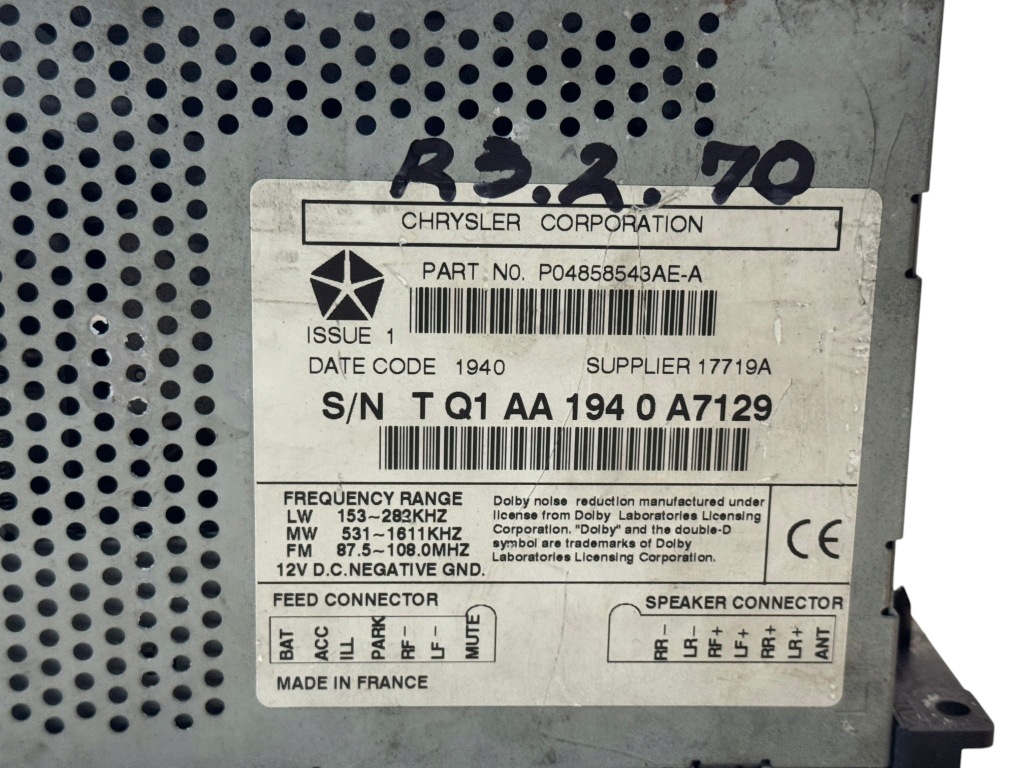 R3.2.70
CHRYSLER CORPORATION
PART NO. P04858543AE-A
ISSUE 1
DATE CODE 1940 SUPPLIER 17719A
S/N T Q1 AA 194 0 A7129
FREQUENCY RANGE
LW 153~283KHZ
MW 531~1611KHZ
FM 87.5~108.0MHZ
12V D.C.NEGATIVE GND.
Dolby noise reduction manufactured under
license from Dolby Laboratories Licensing
Corporation. "Dolby" and the double-D
symbol are trademarks of Dolby
Laboratories Licensing Corporation.
CE
FEED CONNECTOR
BAT ACC ILL PARK RF- LF- MUTE
SPEAKER CONNECTOR
RR- LR- RF+ LF+ RR+ LR+ ANT
MADE IN FRANCE